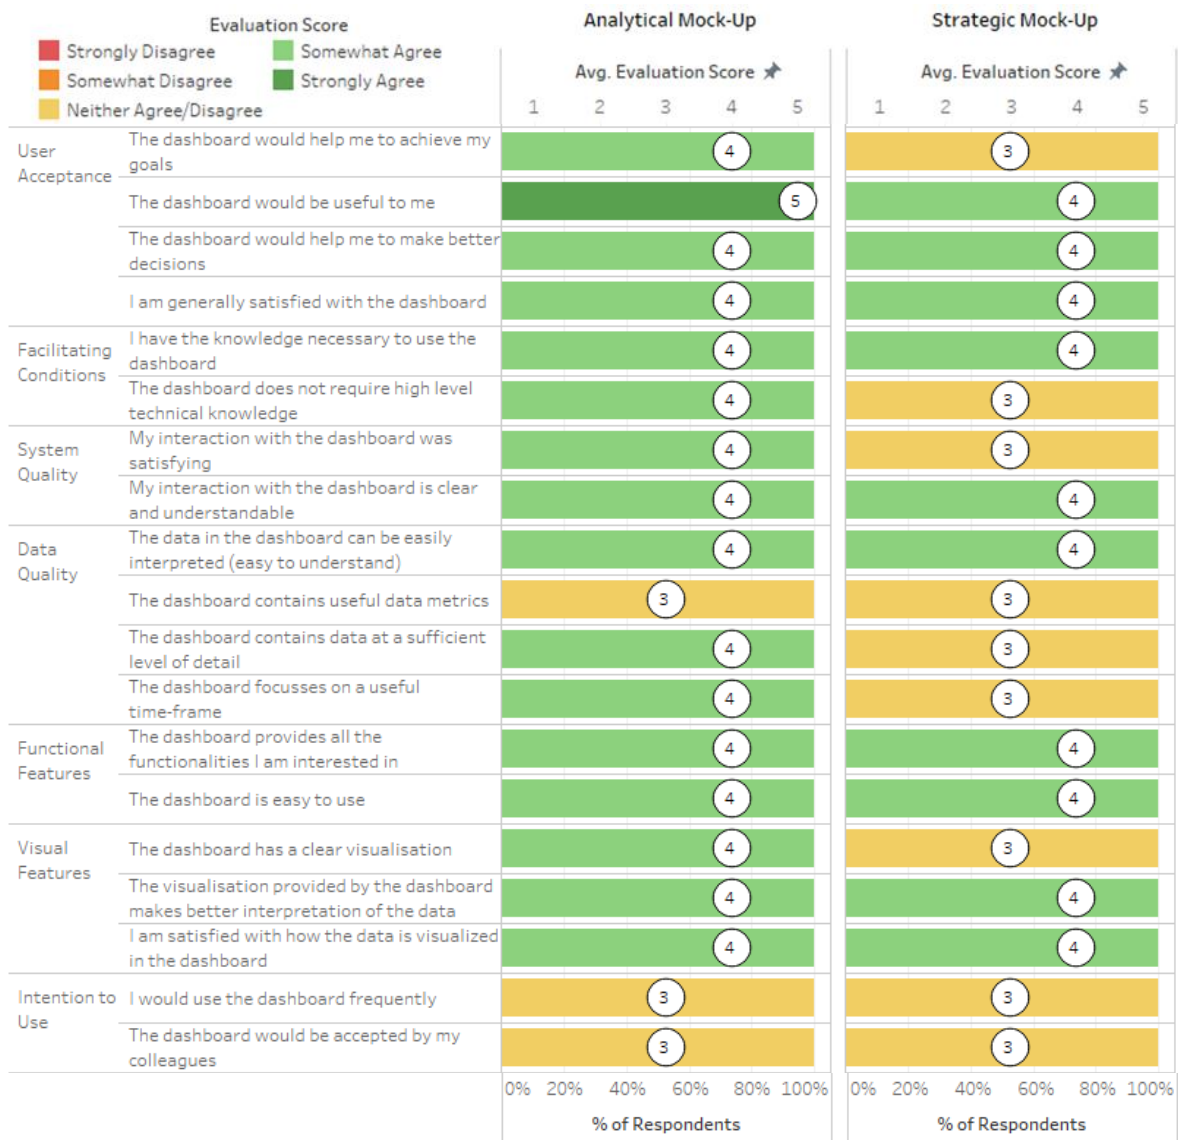 Evaluation Score
Strongly Disagree
Somewhat Agree
Somewhat Disagree
Strongly Agree
Neither Agree/Disagree
Analytical Mock-Up
Strategic Mock-Up
Avg. Evaluation Score
Avg. Evaluation Score
1 2 3 4 5
1 2 3 4 5
User
Acceptance
The dashboard would help me to achieve my
goals
4
3
The dashboard would be useful to me
5
4
The dashboard would help me to make better
decisions
4
4
I am generally satisfied with the dashboard
4
4
Facilitating
Conditions
I have the knowledge necessary to use the
dashboard
4
4
The dashboard does not require high level
technical knowledge
4
3
System
Quality
My interaction with the dashboard was
satisfying
4
3
My interaction with the dashboard is clear
and understandable
4
4
Data
Quality
The data in the dashboard can be easily
interpreted (easy to understand)
4
4
The dashboard contains useful data metrics
3
3
The dashboard contains data at a sufficient
level of detail
4
3
The dashboard focusses on a useful
time-frame
4
3
Functional
Features
The dashboard provides all the
functionalities I am interested in
4
4
The dashboard is easy to use
4
4
Visual
Features
The dashboard has a clear visualisation
4
3
The visualisation provided by the dashboard
makes better interpretation of the data
4
4
I am satisfied with how the data is visualized
in the dashboard
4
4
Intention to
Use
I would use the dashboard frequently
3
3
The dashboard would be accepted by my
colleagues
3
3
0% 20% 40% 60% 80% 100%
0% 20% 40% 60% 80% 100%
% of Respondents
% of Respondents